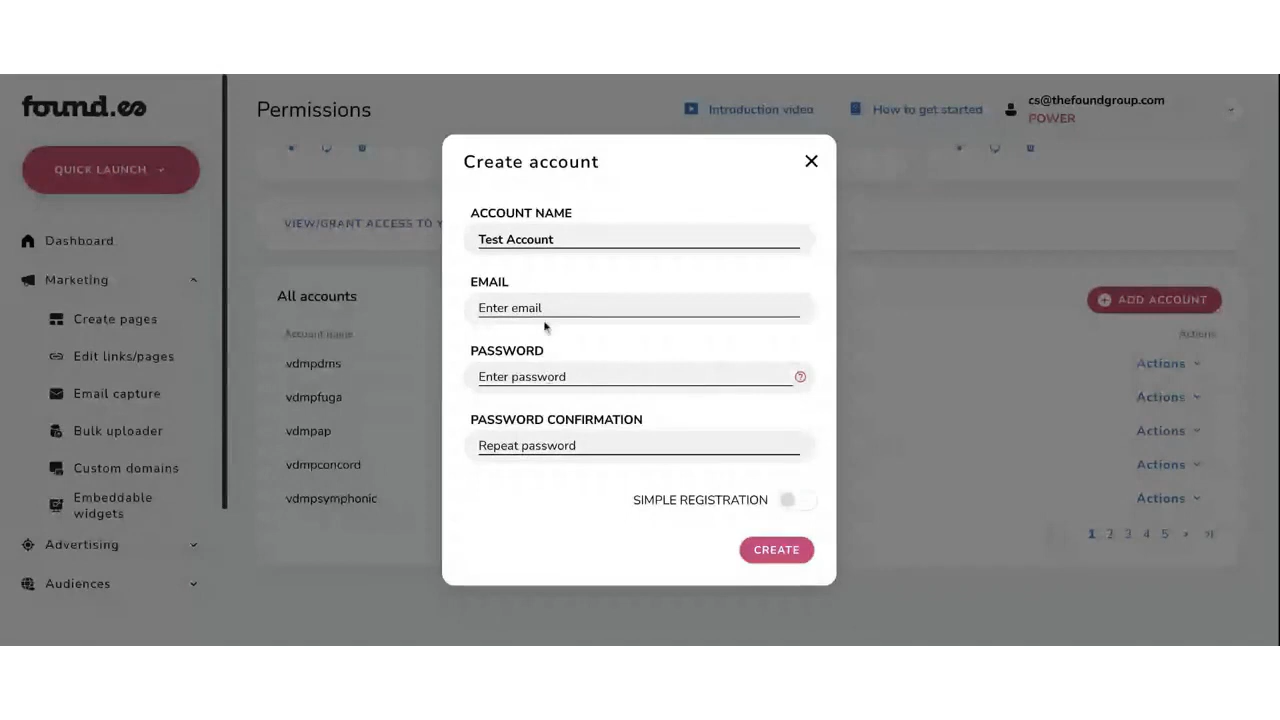 found.ee
Permissions
Introduction video
How to get started
cs@thefoundgroup.com
POWER
QUICK LAUNCH
Dashboard
Marketing
Create pages
Edit links/pages
Email capture
Bulk uploader
Custom domains
Embeddable
widgets
Advertising
Audiences
VIEW/GRANT ACCESS TO
All accounts
ADD ACCOUNT
Account name
Actions
vdmpdms
Actions
vdmpfuga
Actions
vdmpap
Actions
vdmpconcord
Actions
vdmpsymphonic
Actions
1 2 3 4 5 > >|
Create account
ACCOUNT NAME
Test Account
EMAIL
Enter email
PASSWORD
Enter password
PASSWORD CONFIRMATION
Repeat password
SIMPLE REGISTRATION
CREATE